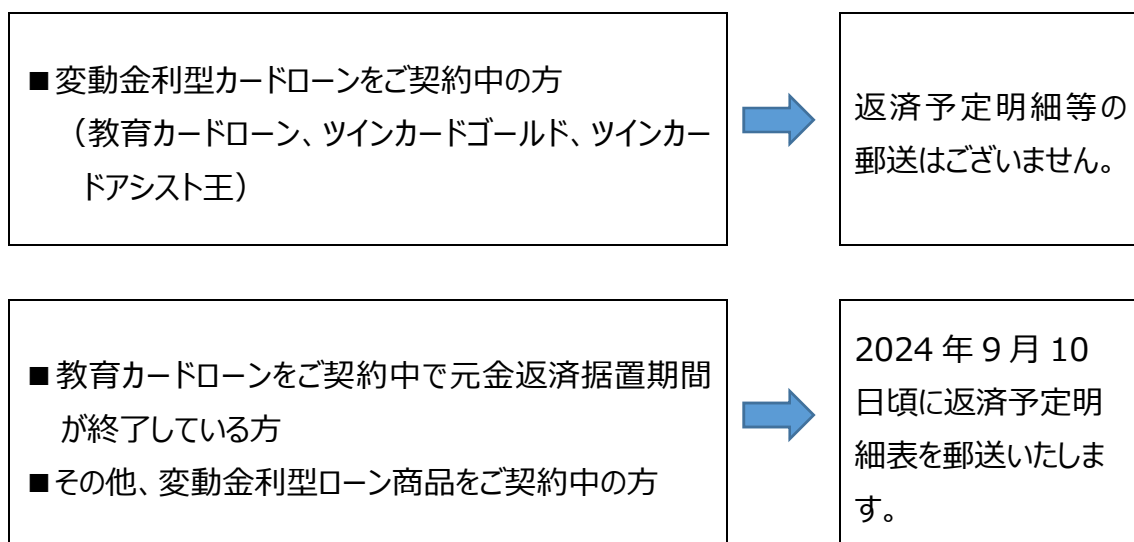 ■変動金利型カードローンをご契約中の方
（教育カードローン、ツインカードゴールド、ツインカー
ドアシスト王）
返済予定明細等の
郵送はございません。
■教育カードローンをご契約中で元金返済据置期間
が終了している方
■その他、変動金利型ローン商品をご契約中の方
2024 年 9 月 10
日頃に返済予定明
細表を郵送いたしま
す。